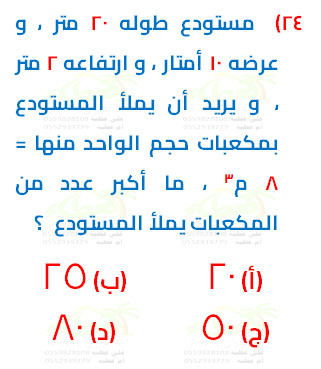 ٢٤) مستودع طوله ٢٠ متر ، و
عرضه ١٠ أمتار ، و ارتفاعه ٢ متر
، و يريد أن يملأ المستودع
بمكعبات حجم الواحد منها =
٨ م٣ ، ما أكبر عدد من
المكعبات يملأ المستودع ؟
(أ) ٢٠ (ب) ٢٥
(ج) ٥٠ (د) ٨٠